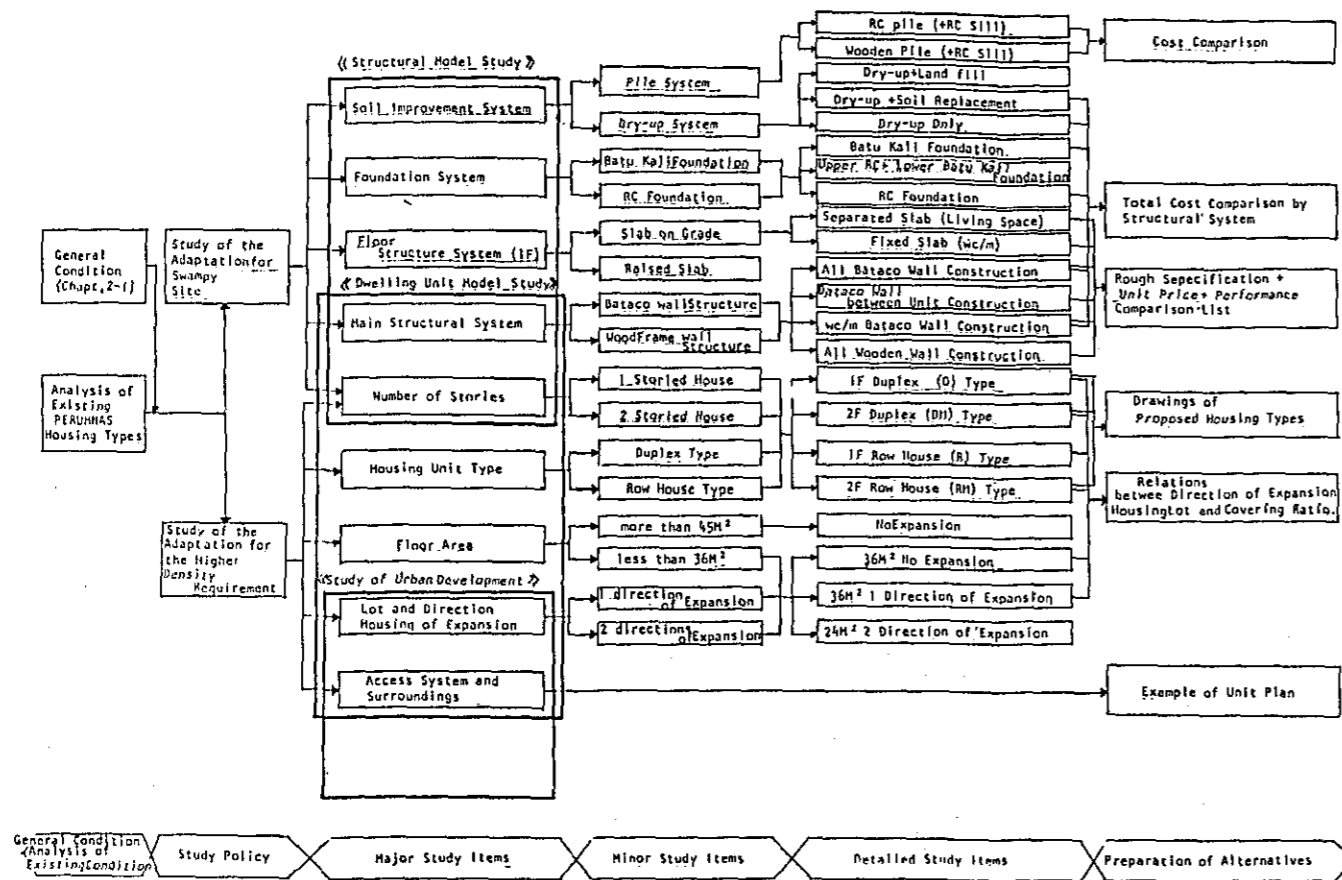 General
Condition
(Chapt.2-1)
Analysis of
Existing
PERUMNAS
Housing Types
Study of the
Adaptation for
Swampy
Site.
Study of the
Adaptation for
the Higher
Density
Requirement
《Structural Model Study》
Soil Improvement System
Foundation System
Floor
Structure System (1F)
《Dwelling Unit Model Study》
Main Structural System
Number of Stories
Housing Unit Type
Floor Area
《Study of Urban Development》
Lot and Direction
Housing of Expansion
Access System and
Surroundings
Pile System
Dry-up System
Batu Kali Foundation
RC Foundation
Slab on Grade
Raised Slab
Bataco wall Structure
Wood Frame wall
Structure
1 Storied House
2 Storied House
Duplex Type
Row House Type
more than 45M²
less than 36M²
1 direction
of Expansion
2 directions
of Expansion
RC pile (+RC Sill)
Wooden Pile (+RC Sill)
Dry-up+Land fill
Dry-up +Soil Replacement
Dry-up Only
Batu Kali Foundation
Upper RC+ Lower Batu Kali
Foundation
RC Foundation
Separated Slab (Living Space)
Fixed Slab (wc/m)
All Bataco Wall Construction
Bataco Wall
between Unit Construction
wc/m Bataco Wall Construction
All Wooden Wall Construction
1F Duplex (D) Type
2F Duplex (DM) Type
1F Row House (R) Type
2F Row House (RM) Type
No Expansion
36M² No Expansion
36M² 1 Direction of Expansion
24M² 2 Direction of Expansion
Cost Comparison
Total Cost Comparison by
Structural System
Rough Sepecification +
Unit Price+ Performance
Comparison-List
Drawings of
Proposed Housing Types
Relations
betwee Direction of Expansion
Housing Lot and Covering Ratio.
Example of Unit Plan
General Condition
(Analysis of
Existing Condition)
Study Policy
Major Study Items
Minor Study Items
Detailed Study Items
Preparation of Alternatives